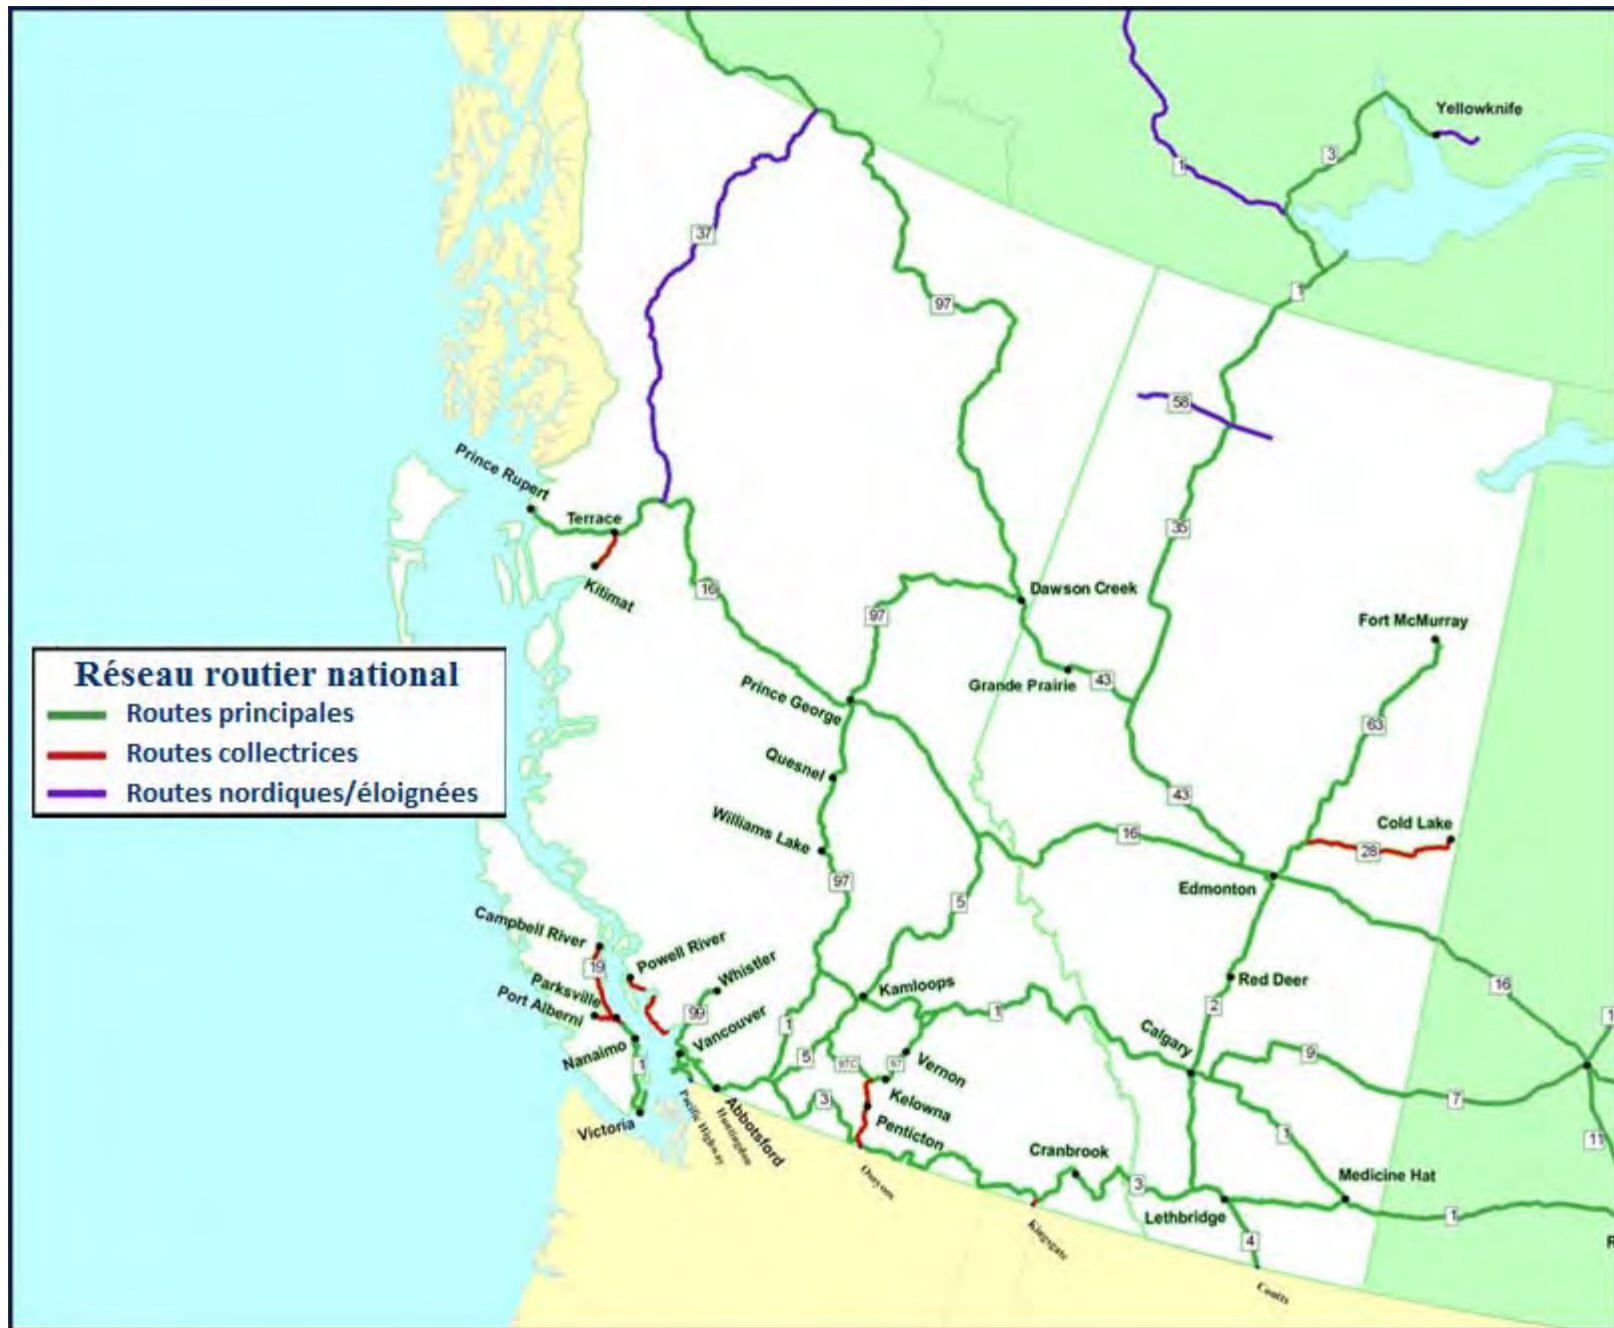 Yellowknife
3
1
37
97
1
58
Prince Rupert
Terrace
35
Kitimat
16
97
Dawson Creek
Fort McMurray
Réseau routier national
Routes principales
Routes collectrices
Routes nordiques/éloignées
Prince George
Grande Prairie
43
63
Quesnel
43
Williams Lake
16
Cold Lake
28
97
Edmonton
5
Campbell River
19
Powell River
Whistler
Parksville
Port Alberni
99
Kamloops
Red Deer
16
2
1
1
Vancouver
Calgary
1
Nanaimo
1
5
97C
97
Vernon
9
Kelowna
3
7
Penticton
Victoria
Pacific Highway
Huntingdon
Abbotsford
Cranbrook
1
11
3
Medicine Hat
Osoyoos
Lethbridge
1
Kingsgate
4
R
Coutts